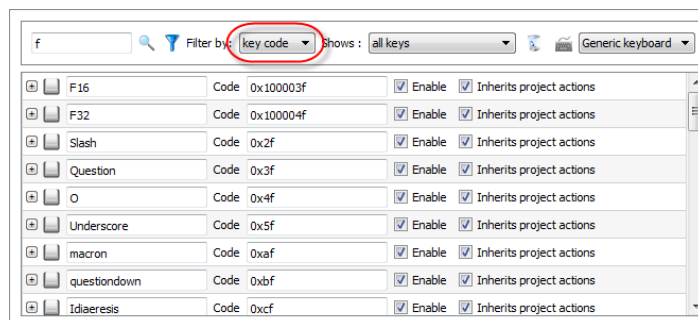 f Filter by: key code Shows : all keys Generic keyboard
F16 Code 0x100003f Enable Inherits project actions
F32 Code 0x100004f Enable Inherits project actions
Slash Code 0x2f Enable Inherits project actions
Question Code 0x3f Enable Inherits project actions
O Code 0x4f Enable Inherits project actions
Underscore Code 0x5f Enable Inherits project actions
macron Code 0xaf Enable Inherits project actions
questiondown Code 0xbf Enable Inherits project actions
Idiaeresis Code 0xcf Enable Inherits project actions